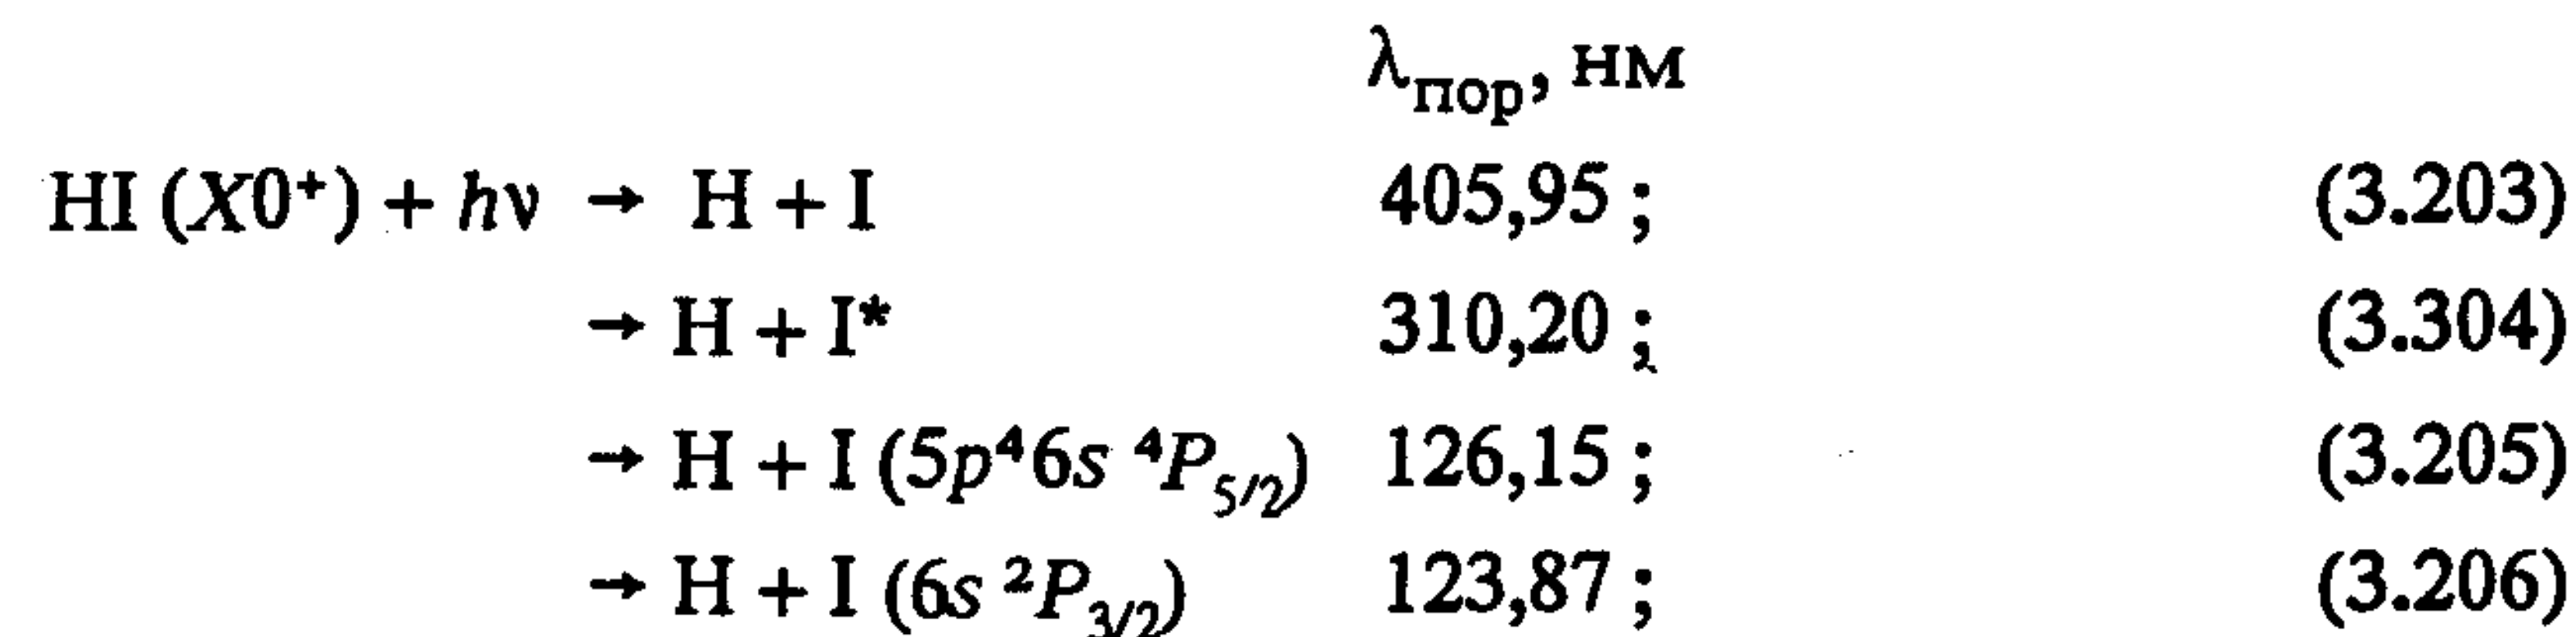 λпор, нм
HI (X0⁺) + hν → H + I 405,95 ; (3.203)
→ H + I* 310,20 ; (3.304)
→ H + I (5p⁴6s ⁴P₅/₂) 126,15 ; (3.205)
→ H + I (6s ²P₃/₂) 123,87 ; (3.206)